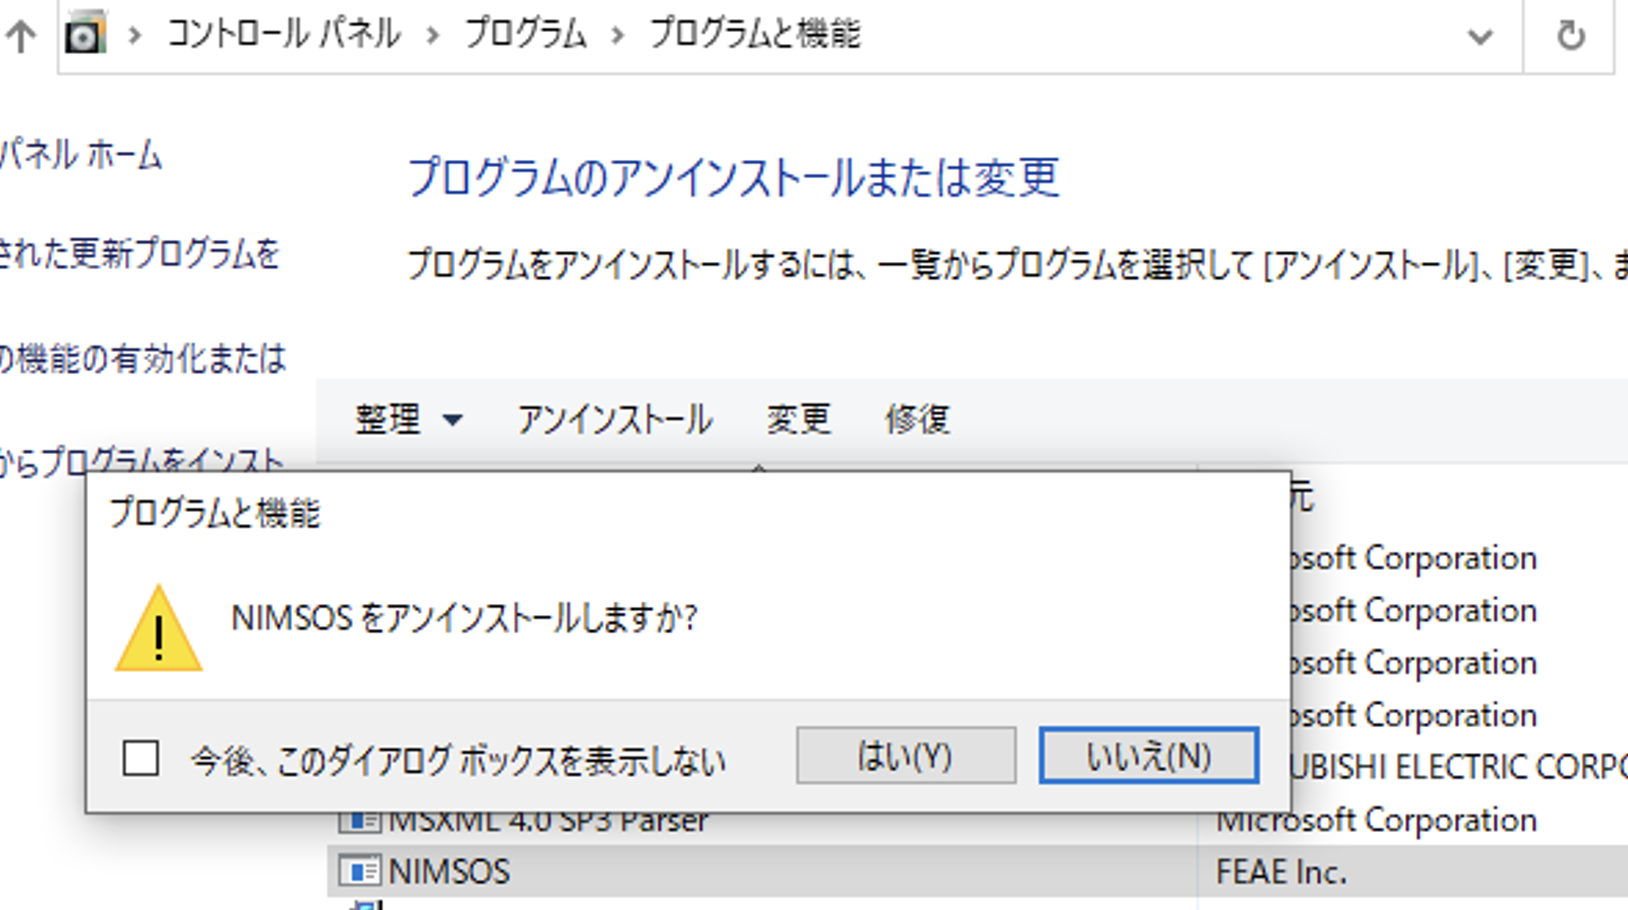 コントロール パネル › プログラム › プログラムと機能
パネル ホーム
された更新プログラムを
の機能の有効化または
からプログラムをインスト
プログラムのアンインストールまたは変更
プログラムをアンインストールするには、一覧からプログラムを選択して [アンインストール]、[変更]、ま
整理 アンインストール 変更 修復
元
プログラムと機能
NIMSOS をアンインストールしますか?
今後、このダイアログ ボックスを表示しない
はい(Y) いいえ(N)
osoft Corporation
osoft Corporation
osoft Corporation
osoft Corporation
UBISHI ELECTRIC CORPO
MSXML 4.0 SP3 Parser Microsoft Corporation
NIMSOS FEAE Inc.